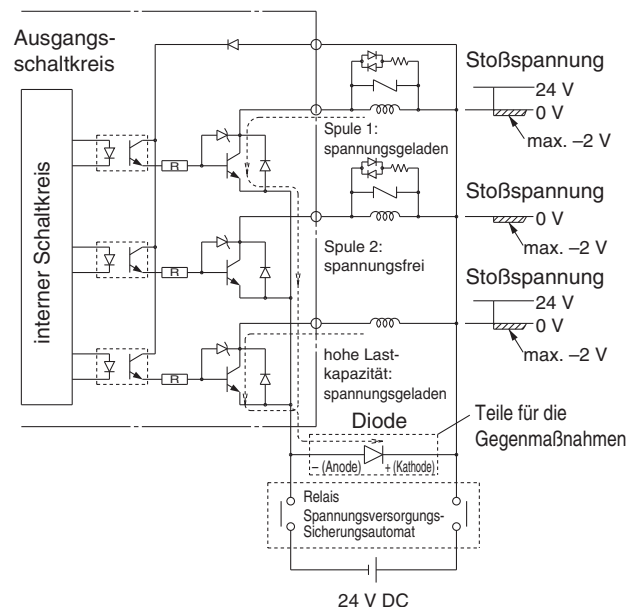 Ausgangs-
schaltkreis
interner Schaltkreis
R
R
R
Spule 1:
spannungsgeladen
Spule 2:
spannungsfrei
hohe Last-
kapazität:
spannungsgeladen
Stoßspannung
24 V
0 V
max. –2 V
Stoßspannung
0 V
max. –2 V
Stoßspannung
24 V
0 V
max. –2 V
Diode
Teile für die
Gegenmaßnahmen
– (Anode) + (Kathode)
Relais
Spannungsversorgungs-
Sicherungsautomat
24 V DC